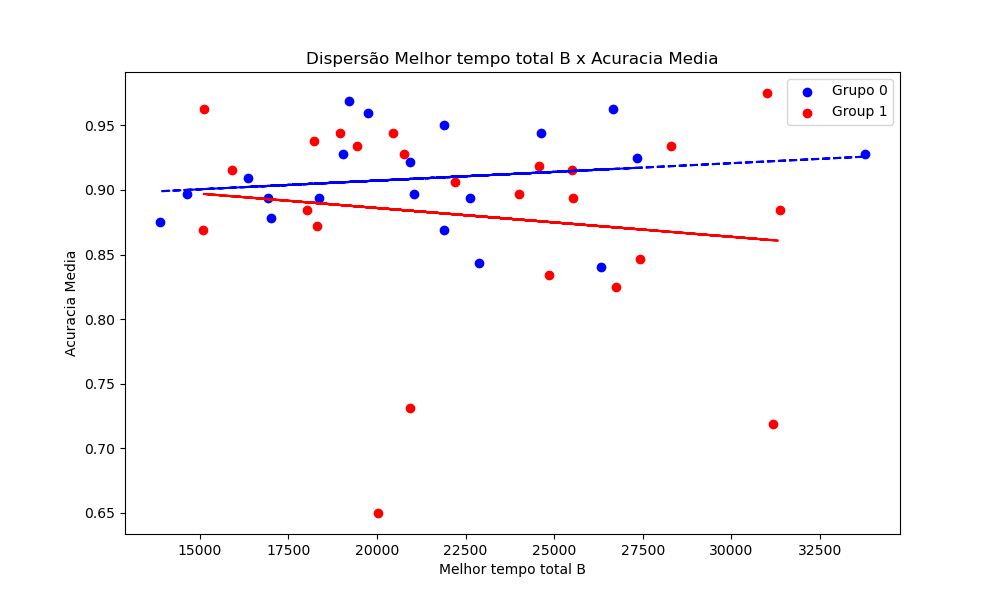 Dispersão Melhor tempo total B x Acuracia Media
Grupo 0
Group 1
Acuracia Media
0.95
0.90
0.85
0.80
0.75
0.70
0.65
15000 17500 20000 22500 25000 27500 30000 32500
Melhor tempo total B